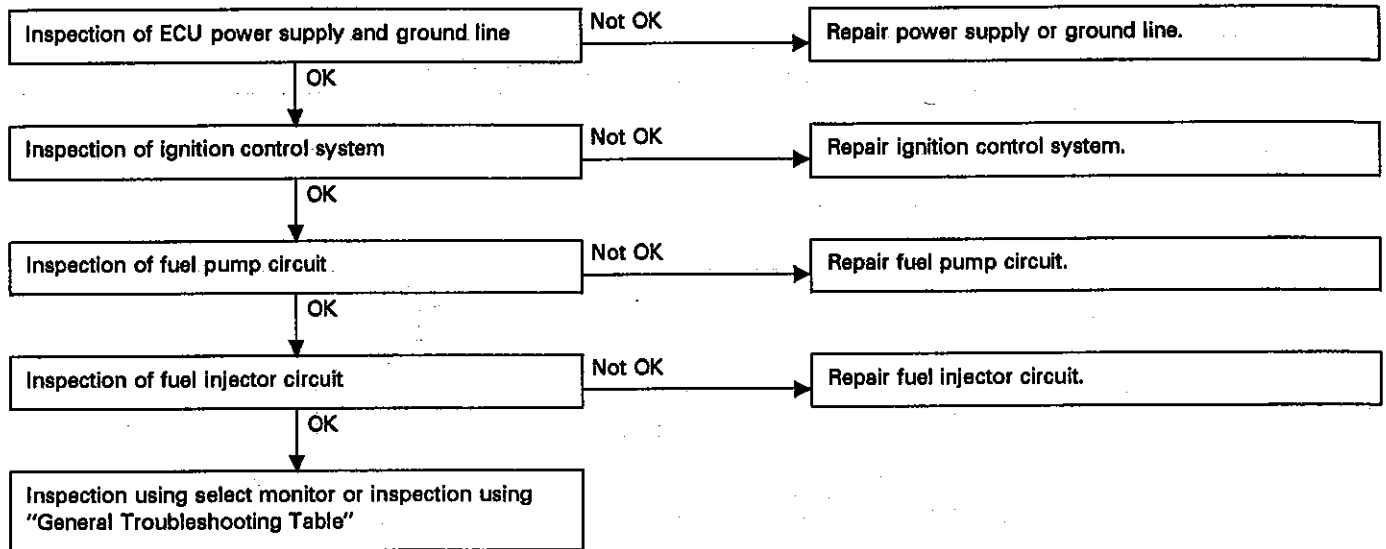 Inspection of ECU power supply and ground line
Not OK
Repair power supply or ground line.
OK
Inspection of ignition control system
Not OK
Repair ignition control system.
OK
Inspection of fuel pump circuit
Not OK
Repair fuel pump circuit.
OK
Inspection of fuel injector circuit
Not OK
Repair fuel injector circuit.
OK
Inspection using select monitor or inspection using
"General Troubleshooting Table"